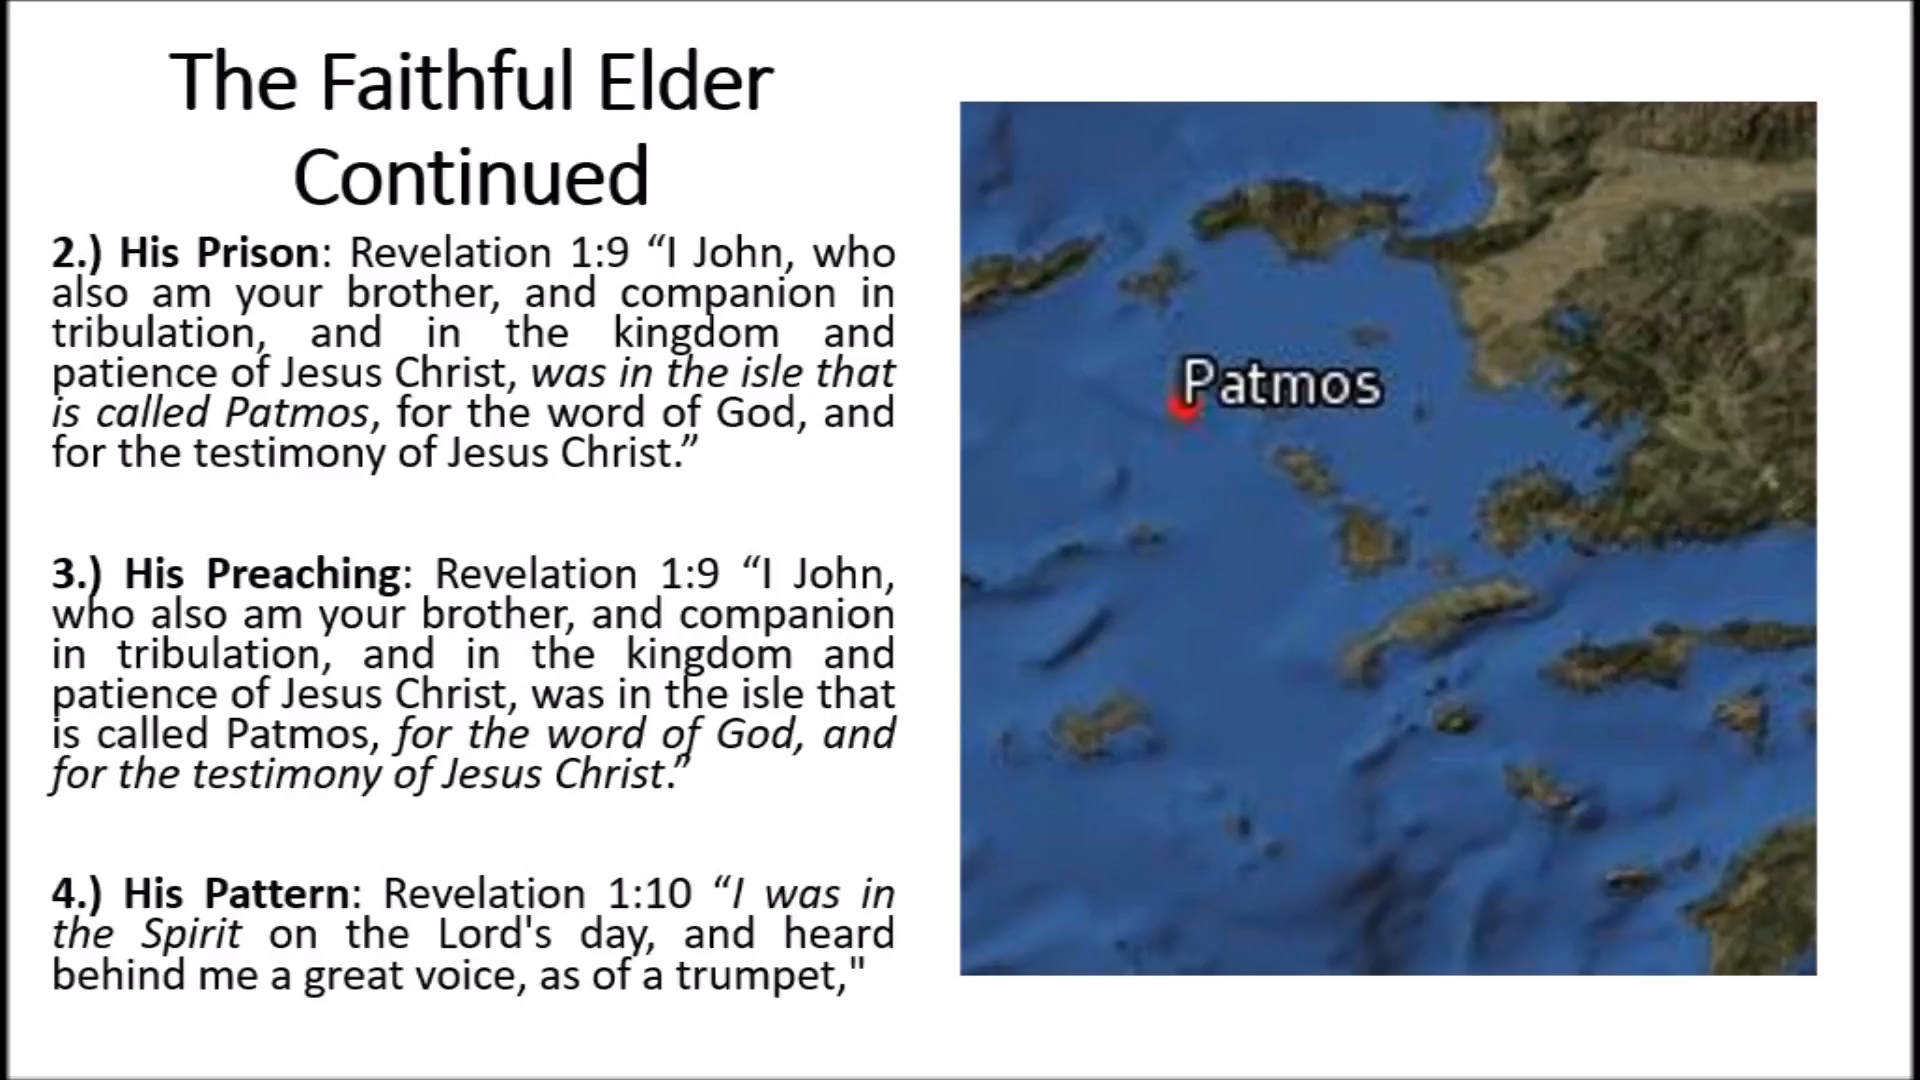 The Faithful Elder
Continued
2.) His Prison: Revelation 1:9 “I John, who
also am your brother, and companion in
tribulation, and in the kingdom and
patience of Jesus Christ, was in the isle that
is called Patmos, for the word of God, and
for the testimony of Jesus Christ.”
3.) His Preaching: Revelation 1:9 “I John,
who also am your brother, and companion
in tribulation, and in the kingdom and
patience of Jesus Christ, was in the isle that
is called Patmos, for the word of God, and
for the testimony of Jesus Christ.”
4.) His Pattern: Revelation 1:10 “I was in
the Spirit on the Lord's day, and heard
behind me a great voice, as of a trumpet,"
Patmos